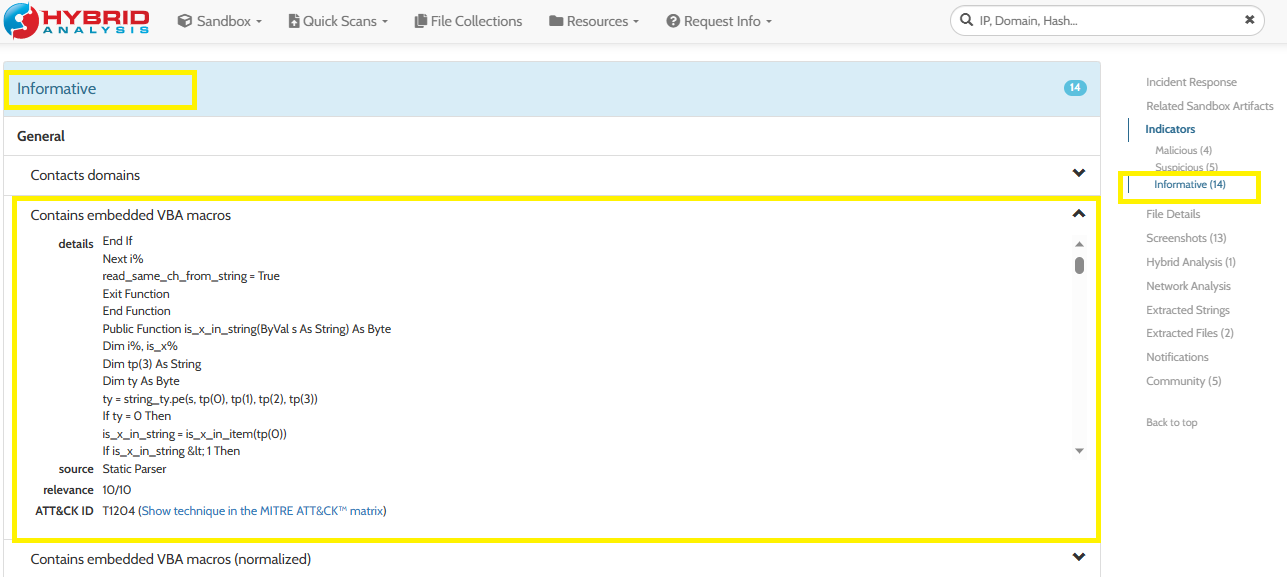 HYBRID
ANALYSIS
Sandbox
Quick Scans
File Collections
Resources
Request Info
IP, Domain, Hash...
Informative
14
General
Contacts domains
Contains embedded VBA macros
details
End If
Next i%
read_same_ch_from_string = True
Exit Function
End Function
Public Function is_x_in_string(ByVal s As String) As Byte
Dim i%, is_x%
Dim tp(3) As String
Dim ty As Byte
ty = string_ty.pe(s, tp(0), tp(1), tp(2), tp(3))
If ty = 0 Then
is_x_in_string = is_x_in_item(tp(0))
If is_x_in_string &lt; 1 Then
source Static Parser
relevance 10/10
ATT&CK ID T1204 (Show technique in the MITRE ATT&CK™ matrix)
Contains embedded VBA macros (normalized)
Incident Response
Related Sandbox Artifacts
Indicators
Malicious (4)
Suspicious (5)
Informative (14)
File Details
Screenshots (13)
Hybrid Analysis (1)
Network Analysis
Extracted Strings
Extracted Files (2)
Notifications
Community (5)
Back to top